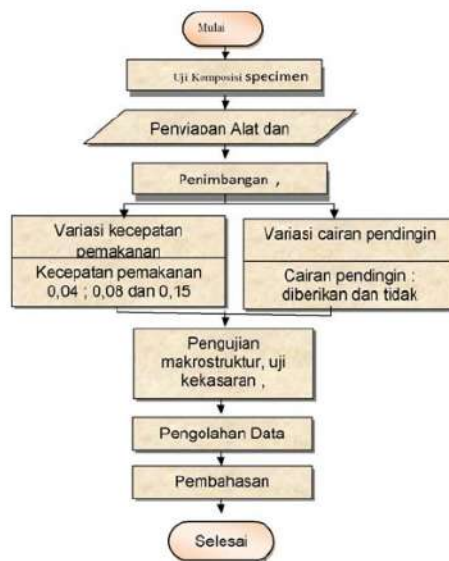 Mulai
Uji Komposisi specimen
Penyiapan Alat dan
Penimbangan ,
Variasi kecepatan
pemakanan
Kecepatan pemakanan
0,04 ; 0,08 dan 0,15
Variasi cairan pendingin
Cairan pendingin :
diberikan dan tidak
Pengujian
makrostruktur, uji
kekasaran ,
Pengolahan Data
Pembahasan
Selesai